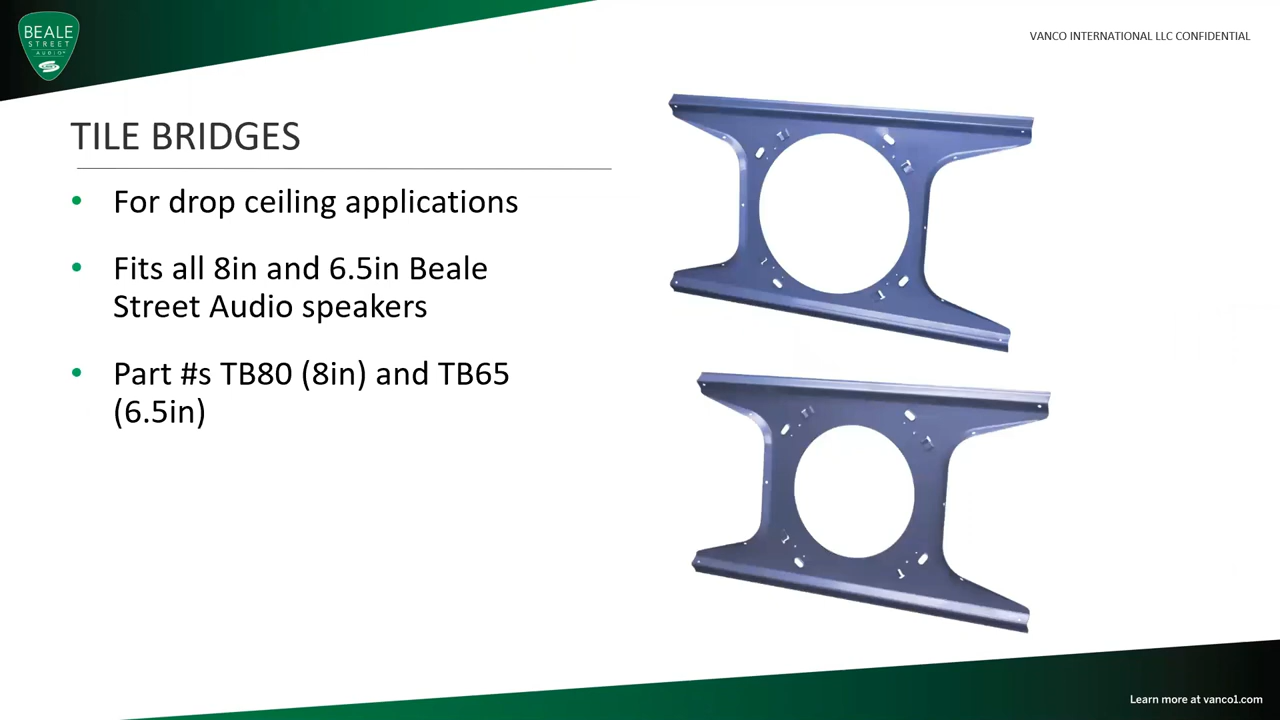 BEALE
STREET
AUDIO
VANCO INTERNATIONAL LLC CONFIDENTIAL
TILE BRIDGES
• For drop ceiling applications
• Fits all 8in and 6.5in Beale
Street Audio speakers
• Part #s TB80 (8in) and TB65
(6.5in)
Learn more at vanco1.com